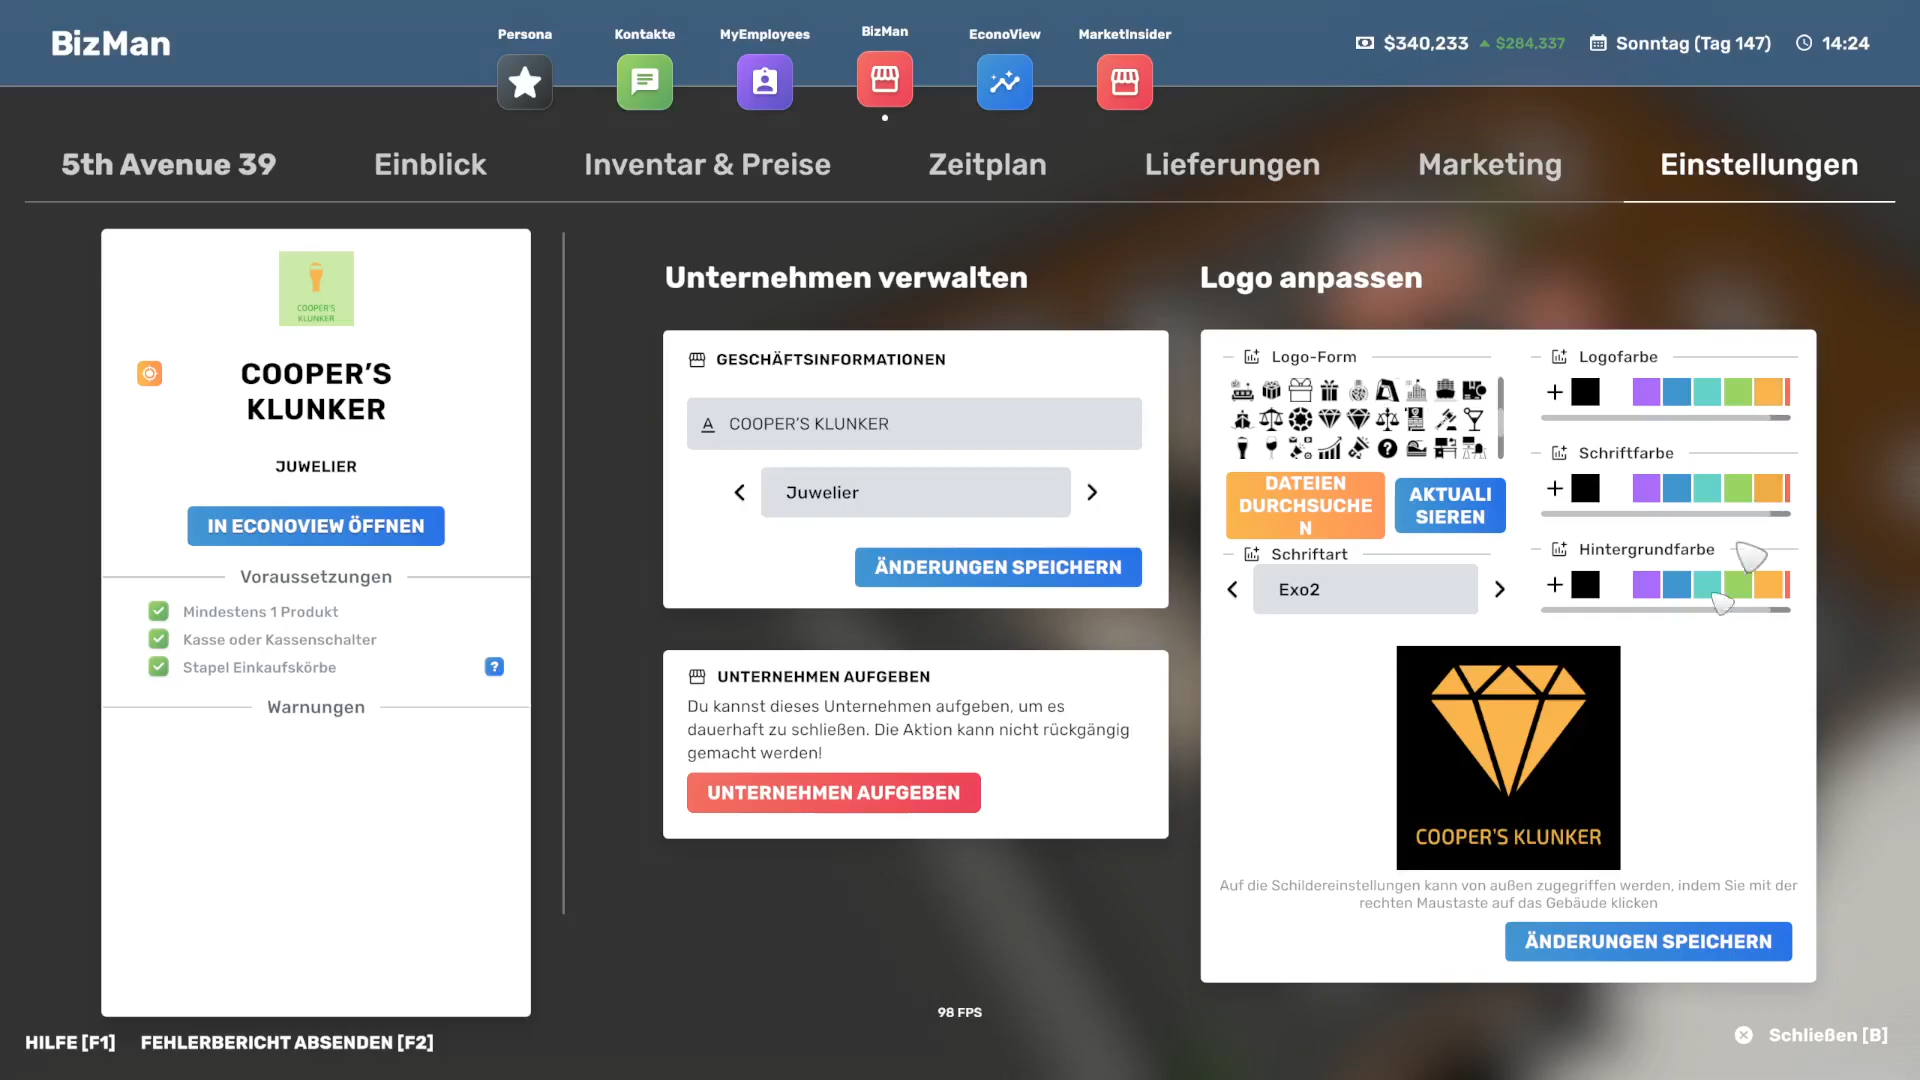 BizMan
Persona
Kontakte
MyEmployees
BizMan
EconoView
MarketInsider
$340,233
$284,337
Sonntag (Tag 147)
14:24
5th Avenue 39
Einblick
Inventar & Preise
Zeitplan
Lieferungen
Marketing
Einstellungen
COOPER'S
KLUNKER
COOPER'S
KLUNKER
JUWELIER
IN ECONOVIEW ÖFFNEN
Voraussetzungen
Mindestens 1 Produkt
Kasse oder Kassenschalter
Stapel Einkaufskörbe
?
Warnungen
Unternehmen verwalten
GESCHÄFTSINFORMATIONEN
COOPER'S KLUNKER
Juwelier
ÄNDERUNGEN SPEICHERN
UNTERNEHMEN AUFGEBEN
Du kannst dieses Unternehmen aufgeben, um es
dauerhaft zu schließen. Die Aktion kann nicht rückgängig
gemacht werden!
UNTERNEHMEN AUFGEBEN
Logo anpassen
Logo-Form
DATEIEN
DURCHSUCHE
N
AKTUALI
SIEREN
Schriftart
Exo2
Logofarbe
Schriftfarbe
Hintergrundfarbe
COOPER'S KLUNKER
Auf die Schildereinstellungen kann von außen zugegriffen werden, indem Sie mit der
rechten Maustaste auf das Gebäude klicken
ÄNDERUNGEN SPEICHERN
98 FPS
HILFE [F1]
FEHLERBERICHT ABSENDEN [F2]
Schließen [B]